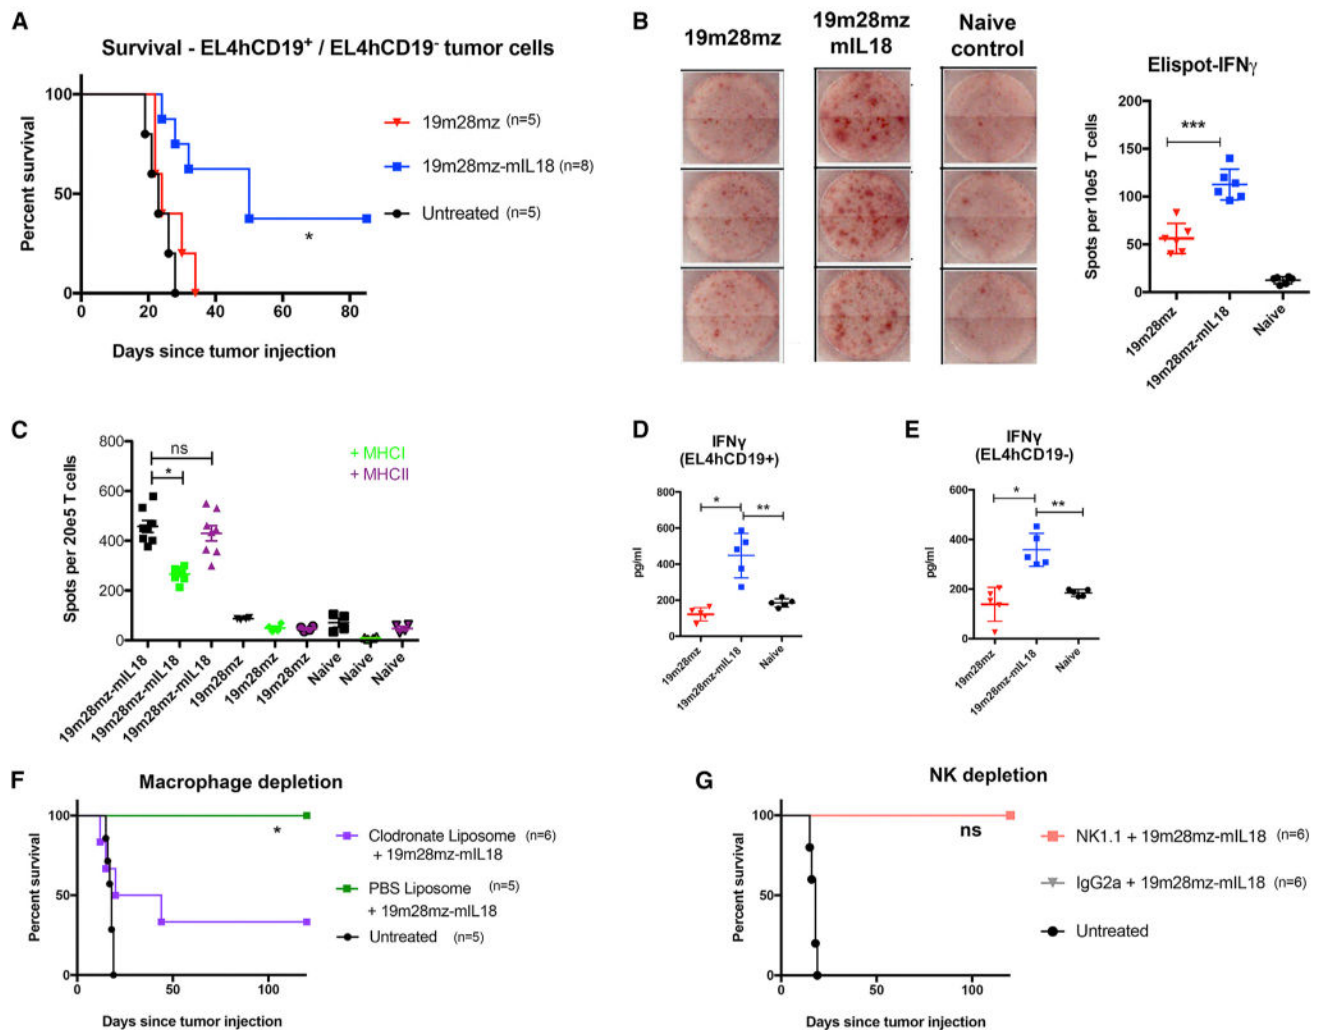 A
Survival - EL4hCD19+ / EL4hCD19- tumor cells
Percent survival
100
50
0
0 20 40 60 80
Days since tumor injection
19m28mz (n=5)
19m28mz-mIL18 (n=8)
Untreated (n=5)
*
B
19m28mz
19m28mz
mIL18
Naive
control
Elispot-IFNγ
Spots per 10e5 T cells
200
150
100
50
0
***
19m28mz
19m28mz-mIL18
Naive
C
Spots per 20e5 T cells
800
600
400
200
0
ns
*
+ MHCI
+ MHCII
19m28mz-mIL18
19m28mz-mIL18
19m28mz-mIL18
19m28mz
19m28mz
19m28mz
Naive
Naive
Naive
D
IFNγ
(EL4hCD19+)
pg/ml
800
600
400
200
0
* **
19m28mz
19m28mz-mIL18
Naive
E
IFNγ
(EL4hCD19-)
pg/ml
600
400
200
0
* **
19m28mz
19m28mz-mIL18
Naive
F
Macrophage depletion
Percent survival
100
50
0
0 50 100
Days since tumor injection
*
Clodronate Liposome (n=6)
+ 19m28mz-mIL18
PBS Liposome (n=5)
+ 19m28mz-mIL18
Untreated (n=5)
G
NK depletion
Percent survival
100
50
0
0 50 100
Days since tumor injection
ns
NK1.1 + 19m28mz-mIL18 (n=6)
IgG2a + 19m28mz-mIL18 (n=6)
Untreated